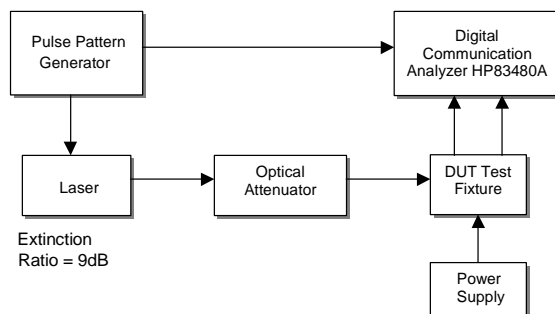 Pulse Pattern
Generator
Digital
Communication
Analyzer HP83480A
Laser
Optical
Attenuator
DUT Test
Fixture
Extinction
Ratio = 9dB
Power
Supply